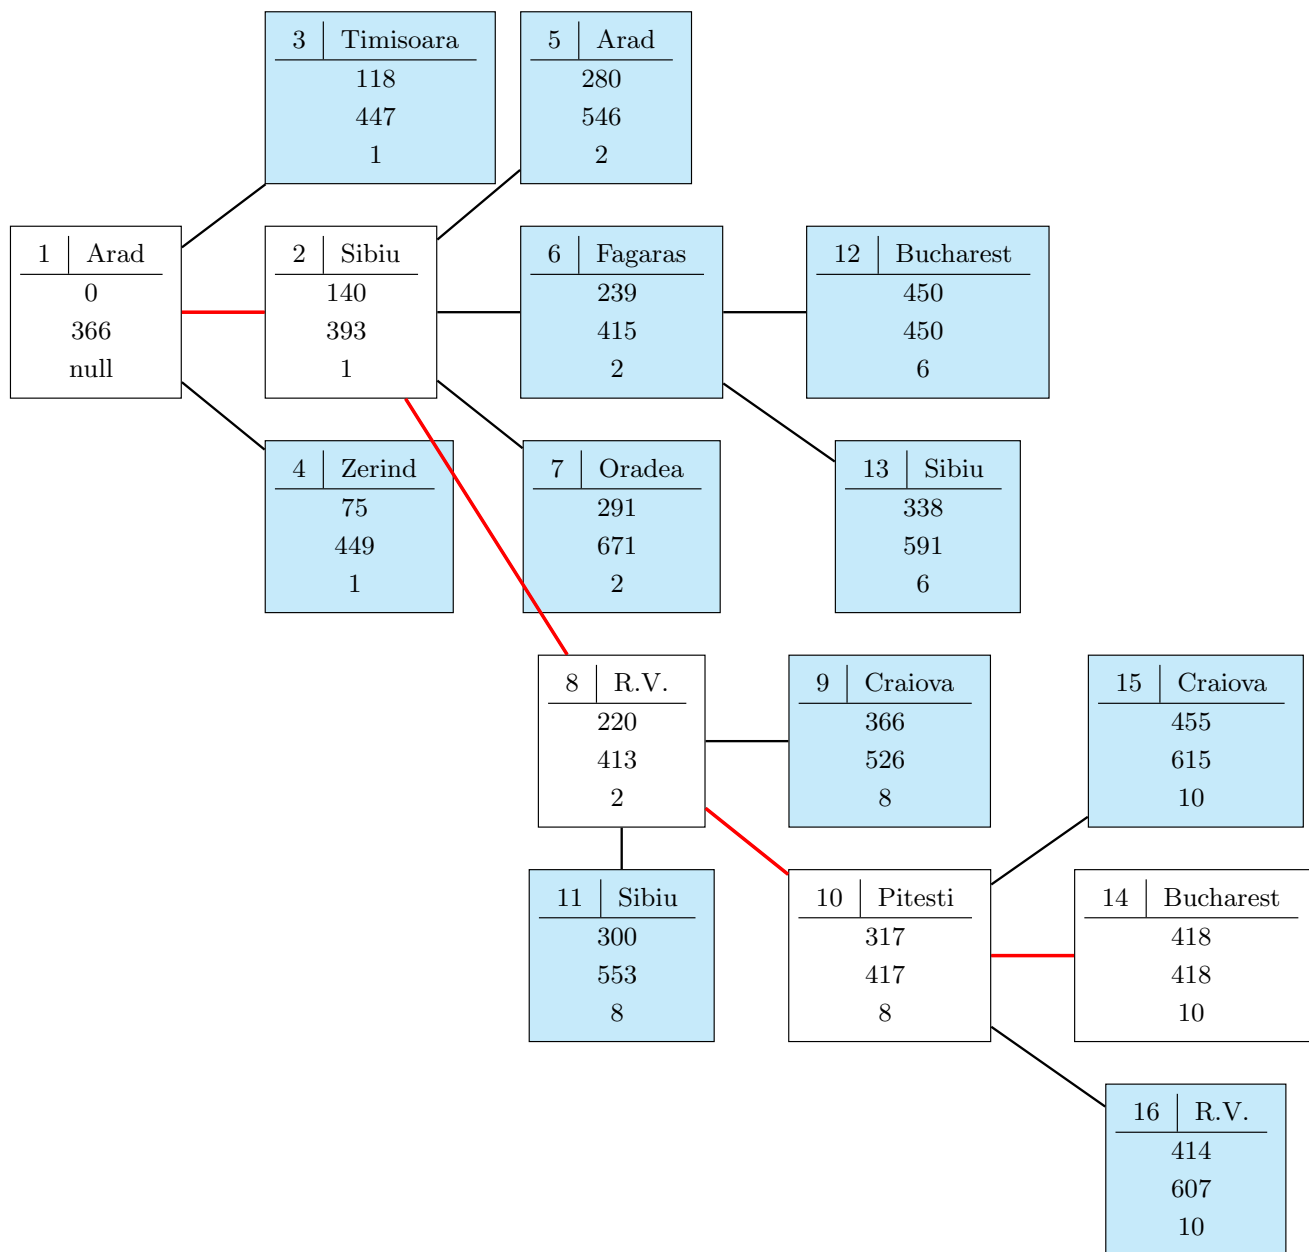 3 Timisoara
118
447
1
5 Arad
280
546
2
1 Arad
0
366
null
2 Sibiu
140
393
1
6 Fagaras
239
415
2
12 Bucharest
450
450
6
4 Zerind
75
449
1
7 Oradea
291
671
2
13 Sibiu
338
591
6
8 R.V.
220
413
2
9 Craiova
366
526
8
15 Craiova
455
615
10
11 Sibiu
300
553
8
10 Pitesti
317
417
8
14 Bucharest
418
418
10
16 R.V.
414
607
10